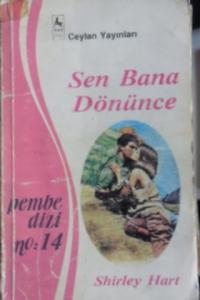 Ceylan Yayınları
Sen Bana
Dönünce
pembe
dizi
no: 14
Shirley Hart